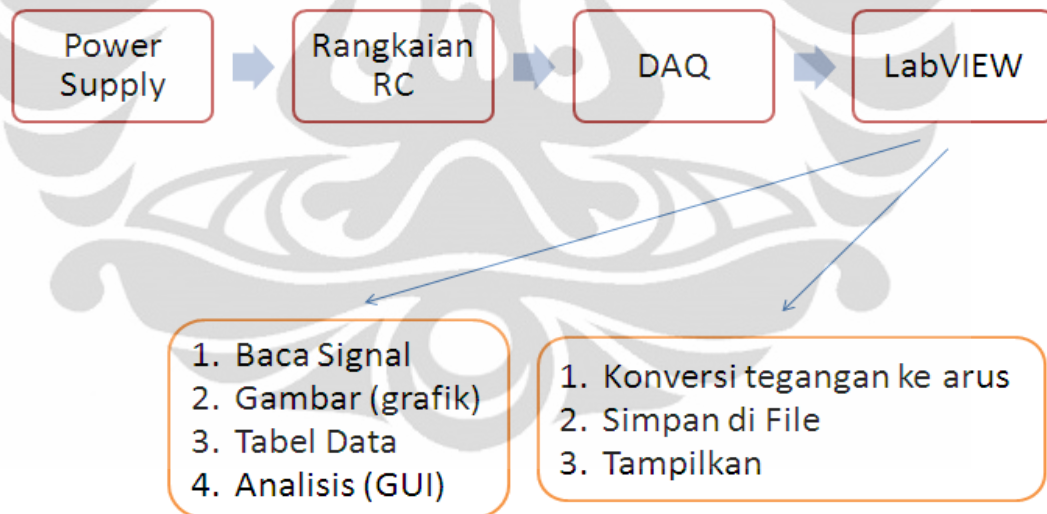 Power
Supply
Rangkaian
RC
DAQ
LabVIEW
1. Baca Signal
2. Gambar (grafik)
3. Tabel Data
4. Analisis (GUI)
1. Konversi tegangan ke arus
2. Simpan di File
3. Tampilkan